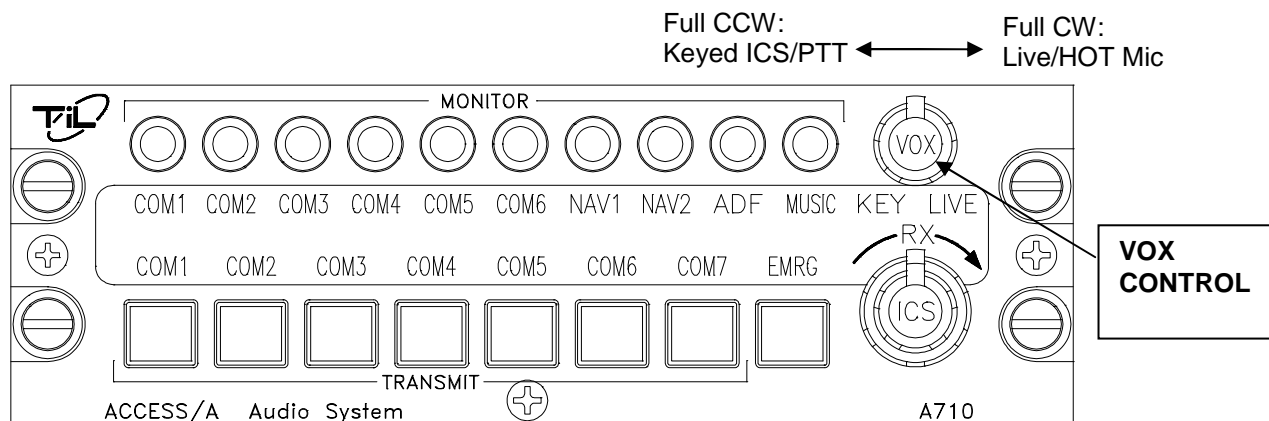 Full CCW:
Keyed ICS/PTT
Full CW:
Live/HOT Mic
TiL
MONITOR
VOX
COM1 COM2 COM3 COM4 COM5 COM6 NAV1 NAV2 ADF MUSIC KEY LIVE
RX
COM1 COM2 COM3 COM4 COM5 COM6 COM7 EMRG
ICS
VOX
CONTROL
TRANSMIT
ACCESS/A Audio System A710